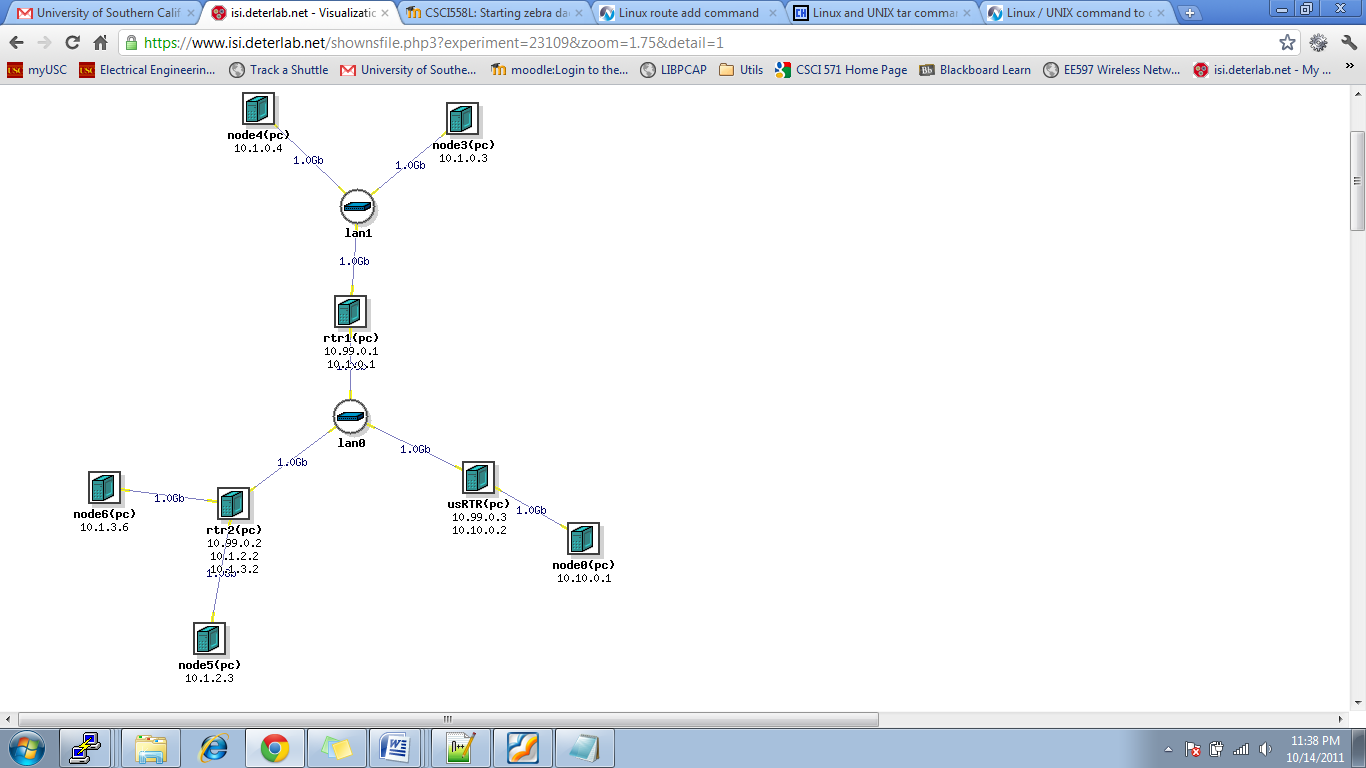 University of Southern Calif
isi.deterlab.net - Visualizatio
CSCI558L: Starting zebra da
Linux route add command
Linux and UNIX tar comma
Linux / UNIX command to
https://www.isi.deterlab.net/shownsfile.php3?experiment=23109&zoom=1.75&detail=1
myUSC
Electrical Engineerin...
Track a Shuttle
University of Southe...
moodle:Login to the...
LIBPCAP
Utils
CSCI 571 Home Page
Blackboard Learn
EE597 Wireless Netw...
isi.deterlab.net - My ...
node4(pc)
10.1.0.4
node3(pc)
10.1.0.3
1.0Gb
1.0Gb
lan1
1.0Gb
rtr1(pc)
10.99.0.1
10.1.0.1
lan0
1.0Gb
1.0Gb
node6(pc)
10.1.3.6
1.0Gb
rtr2(pc)
10.99.0.2
10.1.2.2
10.1.3.2
usRTR(pc)
10.99.0.3
10.10.0.2
1.0Gb
node0(pc)
10.10.0.1
node5(pc)
10.1.2.3
11:38 PM
10/14/2011